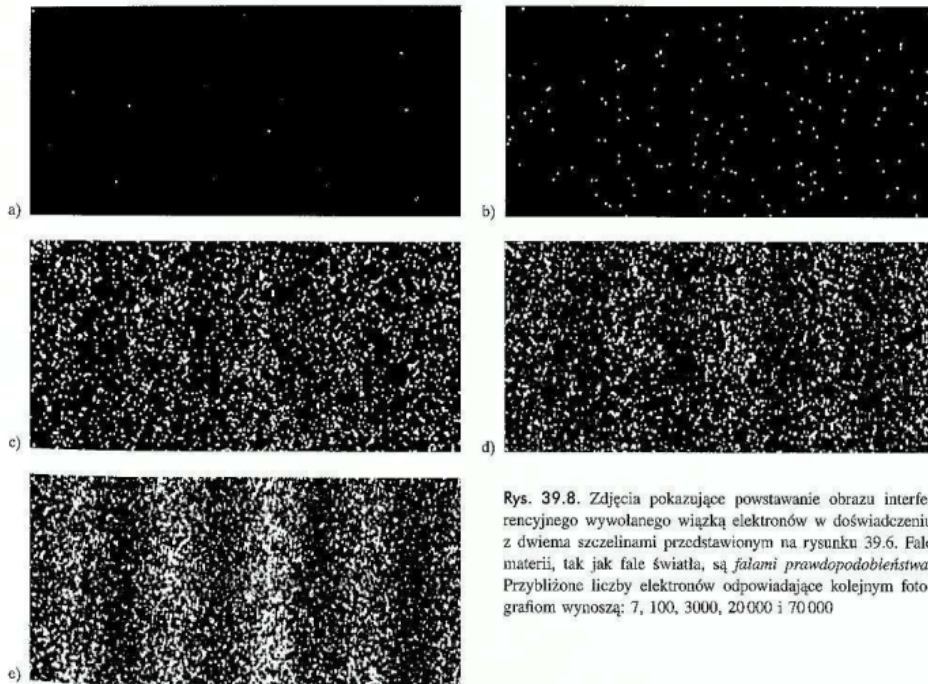 a)
b)
c)
d)
e)
Rys. 39.8. Zdjęcia pokazujące powstawanie obrazu interfe-
rencyjnego wywołanego wiązką elektronów w doświadczeniu
z dwiema szczelinami przedstawionym na rysunku 39.6. Fale
materii, tak jak fale światła, są falami prawdopodobieństwa
Przybliżone liczby elektronów odpowiadające kolejnym foto-
grafiom wynoszą: 7, 100, 3000, 20 000 i 70 000